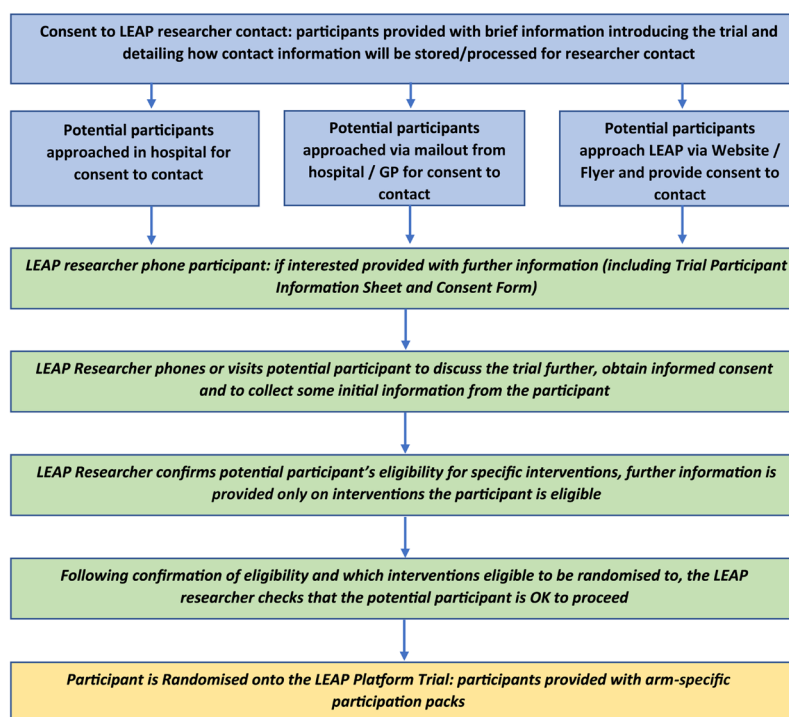 Consent to LEAP researcher contact: participants provided with brief information introducing the trial and
detailing how contact information will be stored/processed for researcher contact
Potential participants
approached in hospital for
consent to contact
Potential participants
approached via mailout from
hospital / GP for consent to
contact
Potential participants
approach LEAP via Website /
Flyer and provide consent to
contact
LEAP researcher phone participant: if interested provided with further information (including Trial Participant
Information Sheet and Consent Form)
LEAP Researcher phones or visits potential participant to discuss the trial further, obtain informed consent
and to collect some initial information from the participant
LEAP Researcher confirms potential participant's eligibility for specific interventions, further information is
provided only on interventions the participant is eligible
Following confirmation of eligibility and which interventions eligible to be randomised to, the LEAP
researcher checks that the potential participant is OK to proceed
Participant is Randomised onto the LEAP Platform Trial: participants provided with arm-specific
participation packs